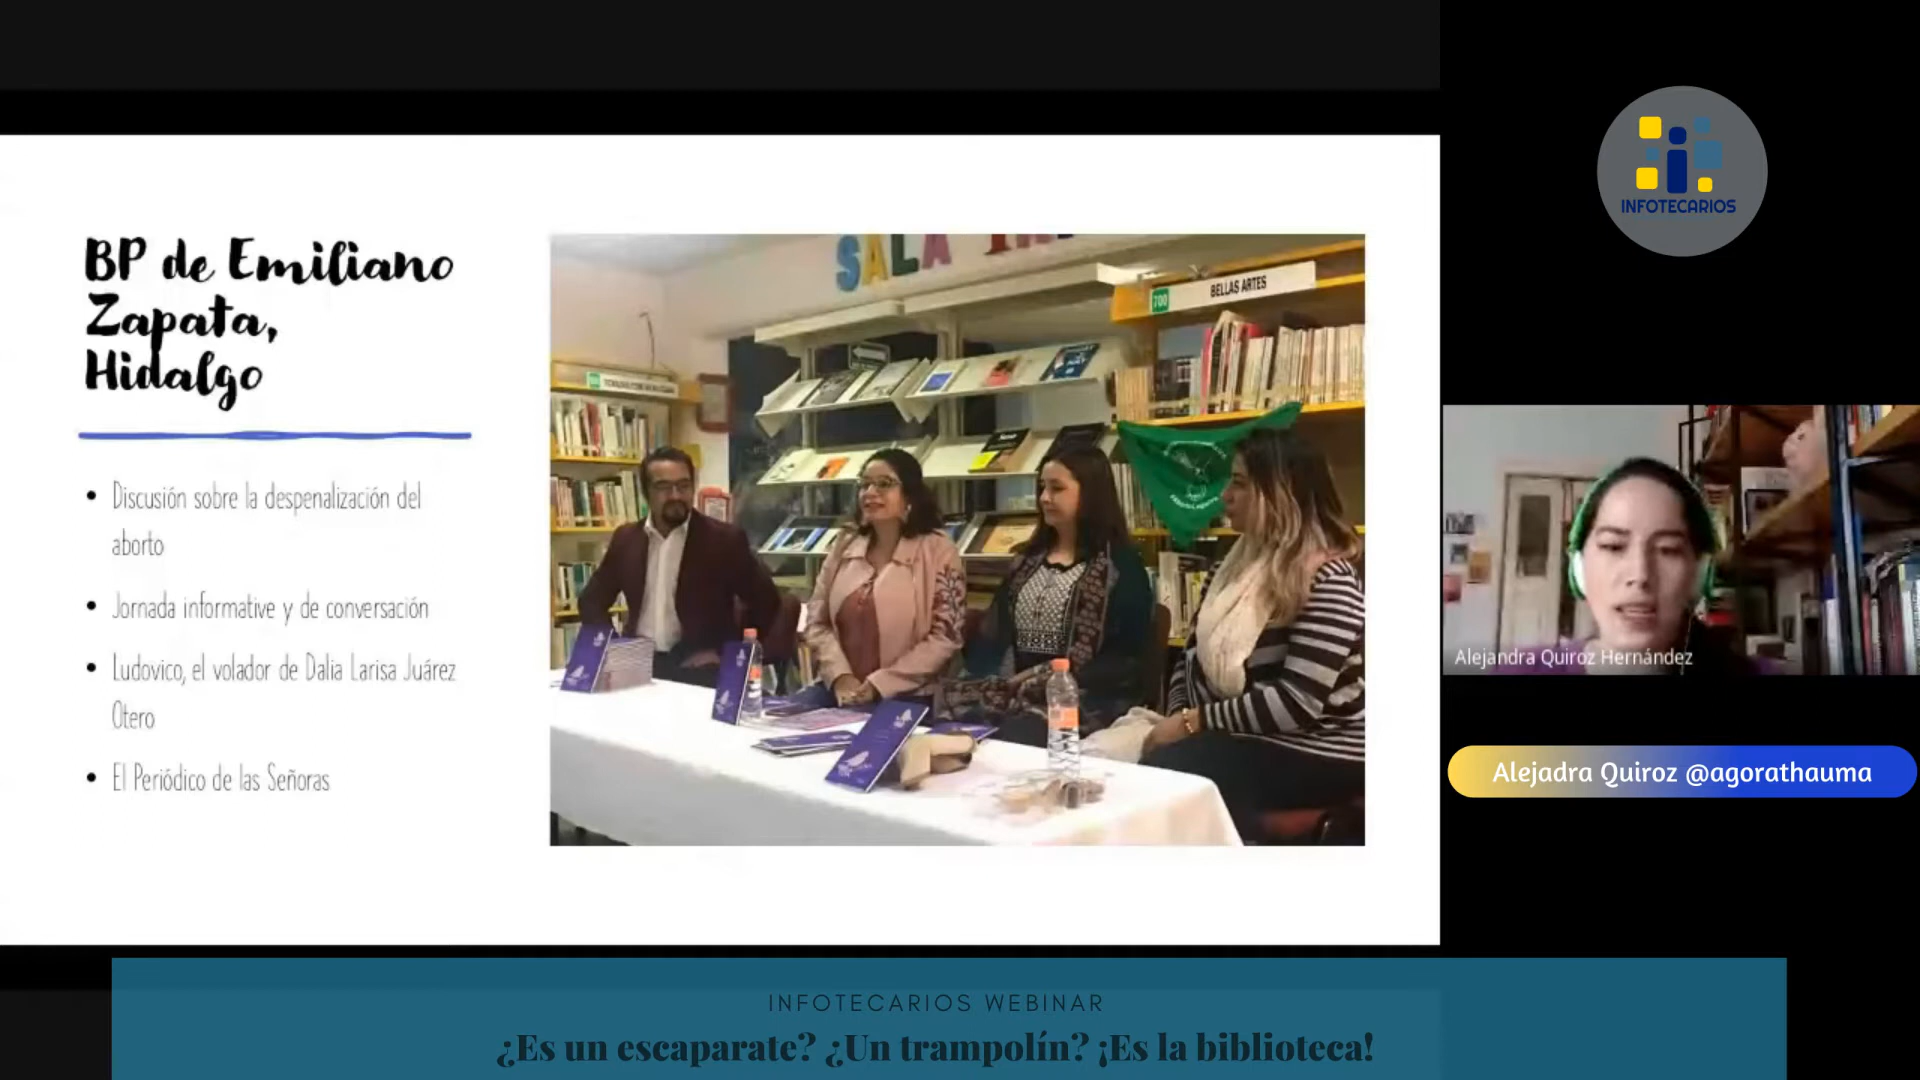 BP de Emiliano
Zapata,
Hidalgo
• Discusión sobre la despenalización del
aborto
• Jornada informative y de conversación
• Ludovico, el volador de Dalia Larisa Juárez
Otero
• El Periódico de las Señoras
SALA
700 BELLAS ARTES
INFOTECARIOS
Alejandra Quiroz Hernández
Alejadra Quiroz @agorathauma
INFOTECARIOS WEBINAR
¿Es un escaparate? ¿Un trampolín? ¡Es la biblioteca!